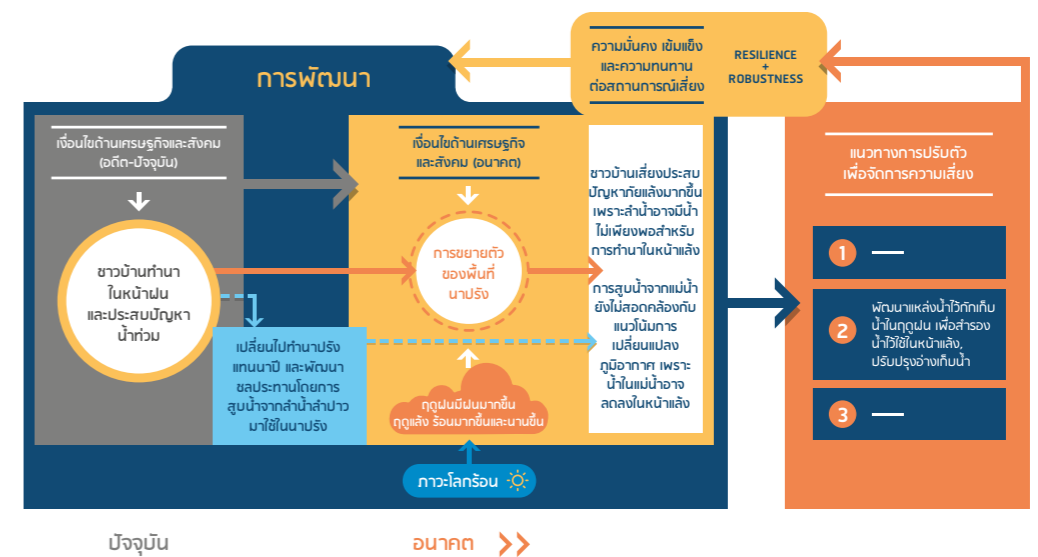 ความมั่นคง เข้มแข็ง
และความทนทาน
ต่อสถานการณ์เสี่ยง
RESILIENCE
+
ROBUSTNESS
การพัฒนา
เงื่อนไขด้านเศรษฐกิจและสังคม
(อดีต-ปัจจุบัน)
ชาวบ้านทำนา
ในหน้าฝน
และประสบปัญหา
น้ำท่วม
เปลี่ยนไปทำนาปรัง
แทนนาปี และพัฒนา
ชลประทานโดยการ
สูบน้ำจากลำน้ำลำปาว
มาใช้ในนาปรัง
เงื่อนไขด้านเศรษฐกิจ
และสังคม (อนาคต)
การขยายตัว
ของพื้นที่
นาปรัง
ฤดูฝนมีฝนมากขึ้น
ฤดูแล้ง ร้อนมากขึ้นและนานขึ้น
ภาวะโลกร้อน
ชาวบ้านเสี่ยงประสบ
ปัญหาภัยแล้งมากขึ้น
เพราะลำน้ำอาจมีน้ำ
ไม่เพียงพอสำหรับ
การทำนาในหน้าแล้ง
การสูบน้ำจากแม่น้ำ
ยังไม่สอดคล้องกับ
แนวโน้มการ
เปลี่ยนแปลง
ภูมิอากาศ เพราะ
น้ำในแม่น้ำอาจ
ลดลงในหน้าแล้ง
แนวทางการปรับตัว
เพื่อจัดการความเสี่ยง
1 —
2 พัฒนาแหล่งน้ำไว้กักเก็บ
น้ำในฤดูฝน เพื่อสำรอง
น้ำไว้ใช้ในหน้าแล้ง,
ปรับปรุงอ่างเก็บน้ำ
3 —
ปัจจุบัน
อนาคต